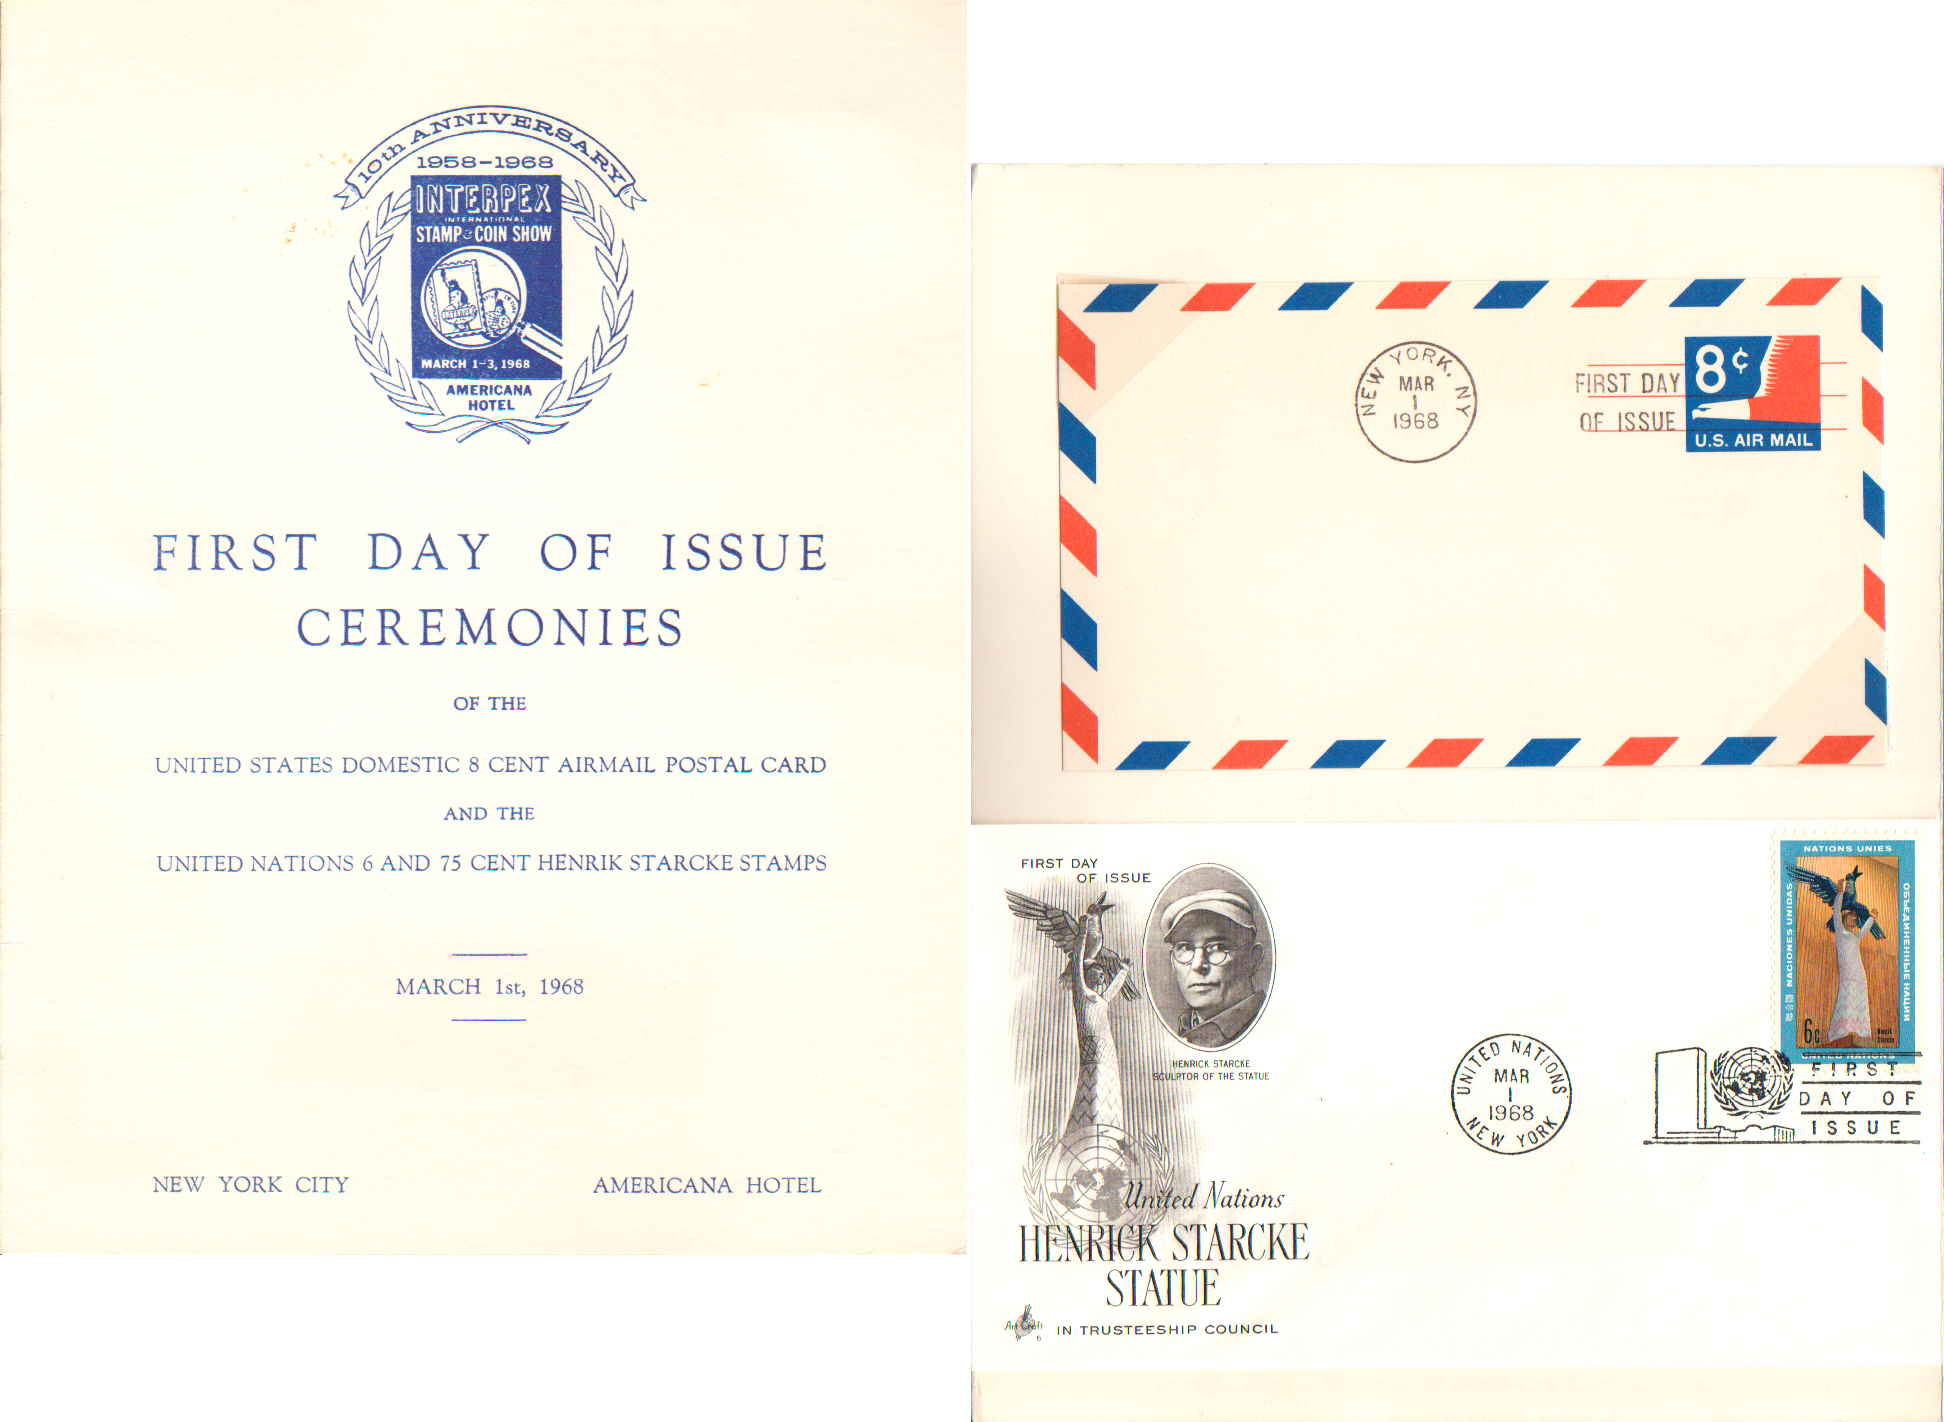 10th ANNIVERSARY
1958-1968
INTERPEX
INTERNATIONAL
STAMP & COIN SHOW
MARCH 1-3, 1968
AMERICANA
HOTEL
FIRST DAY OF ISSUE
CEREMONIES
OF THE
UNITED STATES DOMESTIC 8 CENT AIRMAIL POSTAL CARD
AND THE
UNITED NATIONS 6 AND 75 CENT HENRIK STARCKE STAMPS
MARCH 1st, 1968
NEW YORK CITY AMERICANA HOTEL
NEW YORK, NY
MAR
1
1968
FIRST DAY
OF ISSUE
8¢
U.S. AIR MAIL
FIRST DAY
OF ISSUE
HENRICK STARCKE
SCULPTOR OF THE STATUE
United Nations
HENRICK STARCKE
STATUE
IN TRUSTEESHIP COUNCIL
Art Craft
UNITED NATIONS
MAR
1
1968
NEW YORK
NATIONS UNIES
NACIONES UNIDAS
ОБЪЕДИНЕННЫЕ НАЦИИ
6c
UNITED NATIONS
FIRST
DAY OF
ISSUE